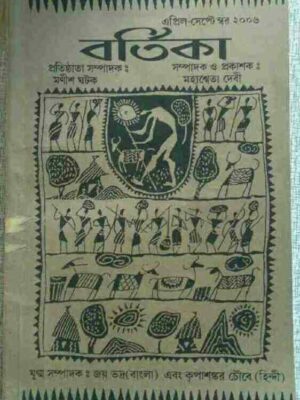 এপ্রিল-সেপ্টেম্বর ২০০৬
বর্তিকা
প্রতিষ্ঠাতা সম্পাদক : সম্পাদক ও প্রকাশক :
মণীশ ঘটক মহাশ্বেতা দেবী
যুগ্ম সম্পাদক : জয় ভদ্র (বাংলা) এবং কৃপাশঙ্কর চৌবে (হিন্দী)